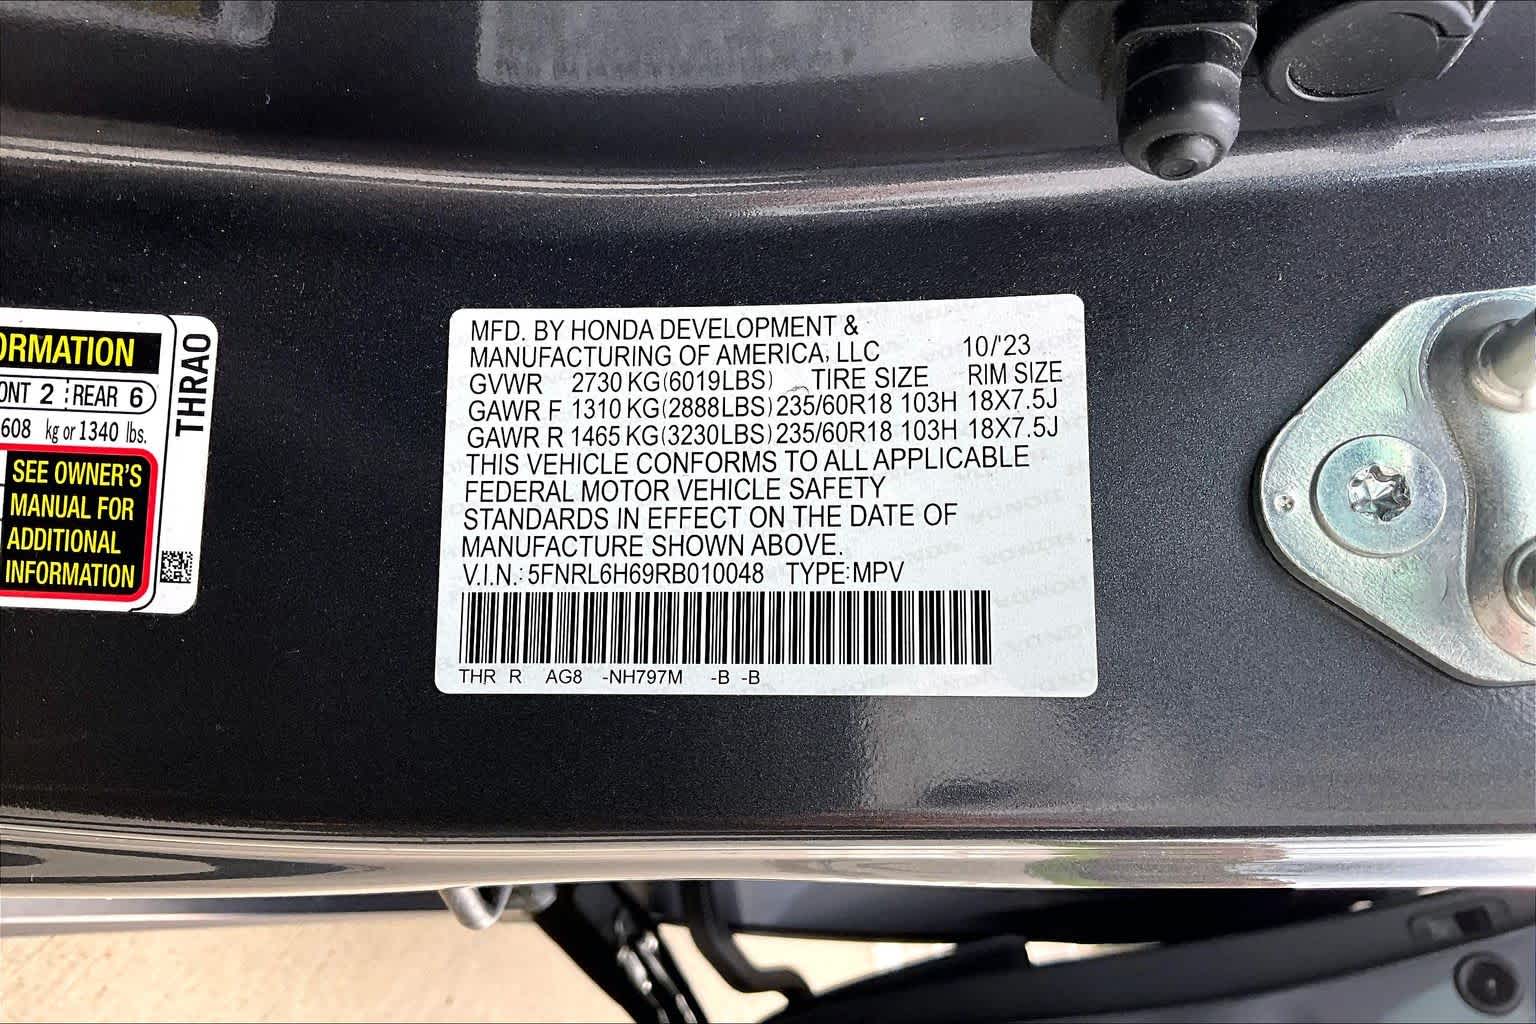 ORMATION
ONT 2 REAR 6
608 kg or 1340 lbs.
SEE OWNER'S
MANUAL FOR
ADDITIONAL
INFORMATION
THRAO
MFD. BY HONDA DEVELOPMENT &
MANUFACTURING OF AMERICA, LLC 10/'23
GVWR 2730 KG(6019LBS) TIRE SIZE RIM SIZE
GAWR F 1310 KG(2888LBS) 235/60R18 103H 18X7.5J
GAWR R 1465 KG(3230LBS) 235/60R18 103H 18X7.5J
THIS VEHICLE CONFORMS TO ALL APPLICABLE
FEDERAL MOTOR VEHICLE SAFETY
STANDARDS IN EFFECT ON THE DATE OF
MANUFACTURE SHOWN ABOVE.
V.I.N.: 5FNRL6H69RB010048 TYPE:MPV
THR R AG8 -NH797M -B -B